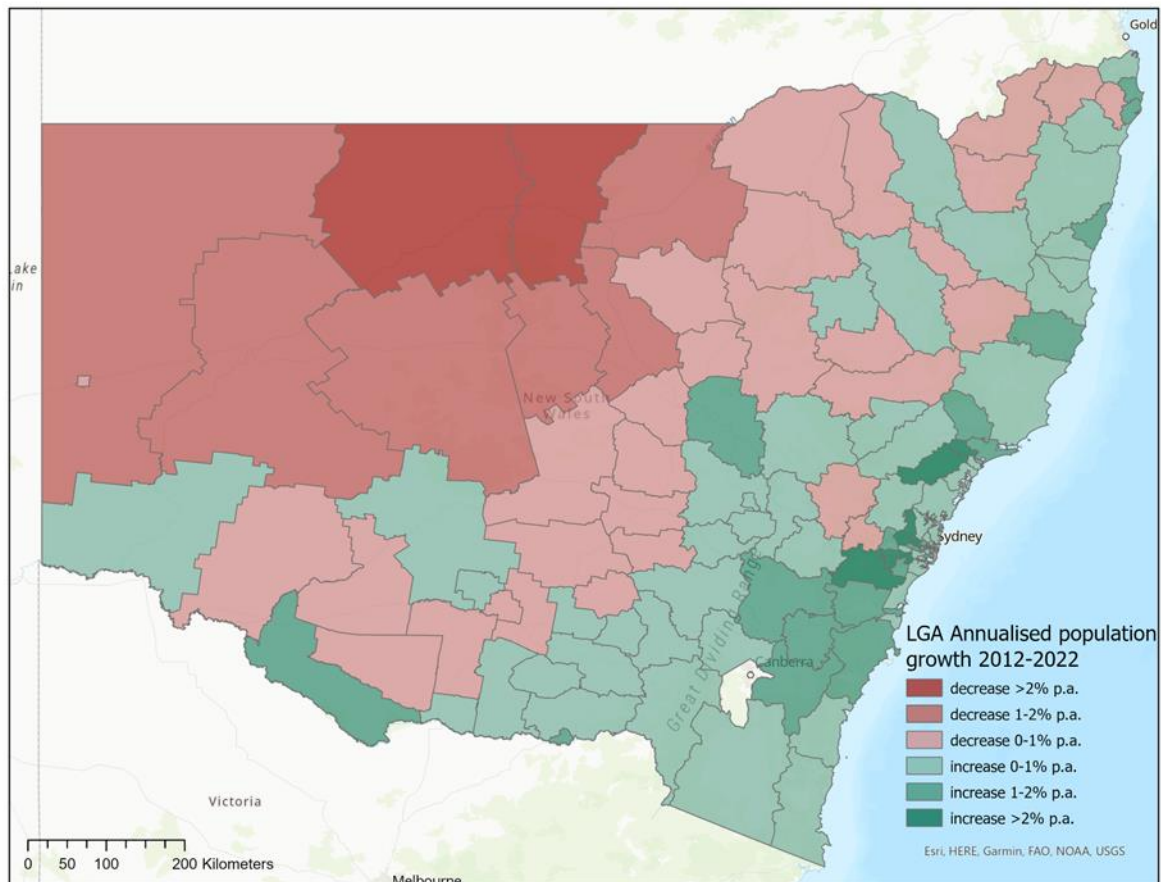 Gold
Lake
in
New South
Wales
Sydney
Great Dividing Range
Canberra
LGA Annualised population
growth 2012-2022
decrease >2% p.a.
decrease 1-2% p.a.
decrease 0-1% p.a.
increase 0-1% p.a.
increase 1-2% p.a.
increase >2% p.a.
Victoria
0 50 100 200 Kilometers
Melbourne
Esri, HERE, Garmin, FAO, NOAA, USGS